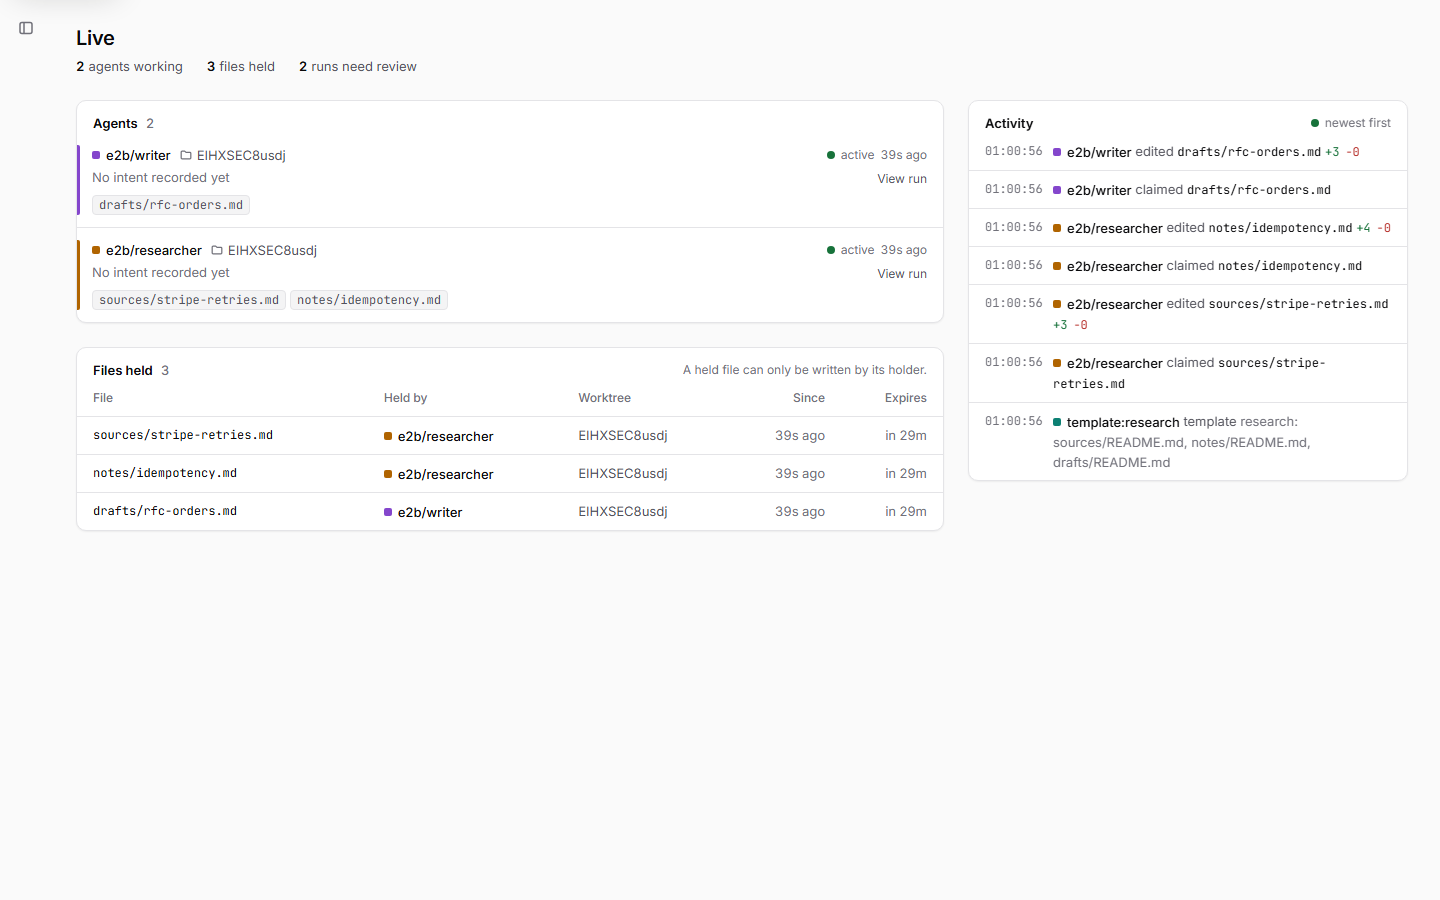 Live
2 agents working 3 files held 2 runs need review
Agents 2
e2b/writer EIHXSEC8usdj active 39s ago
No intent recorded yet View run
drafts/rfc-orders.md
e2b/researcher EIHXSEC8usdj active 39s ago
No intent recorded yet View run
sources/stripe-retries.md notes/idempotency.md
Files held 3 A held file can only be written by its holder.
File Held by Worktree Since Expires
sources/stripe-retries.md e2b/researcher EIHXSEC8usdj 39s ago in 29m
notes/idempotency.md e2b/researcher EIHXSEC8usdj 39s ago in 29m
drafts/rfc-orders.md e2b/writer EIHXSEC8usdj 39s ago in 29m
Activity newest first
01:00:56 e2b/writer edited drafts/rfc-orders.md +3 -0
01:00:56 e2b/writer claimed drafts/rfc-orders.md
01:00:56 e2b/researcher edited notes/idempotency.md +4 -0
01:00:56 e2b/researcher claimed notes/idempotency.md
01:00:56 e2b/researcher edited sources/stripe-retries.md
+3 -0
01:00:56 e2b/researcher claimed sources/stripe-
retries.md
01:00:56 template:research template research:
sources/README.md, notes/README.md,
drafts/README.md